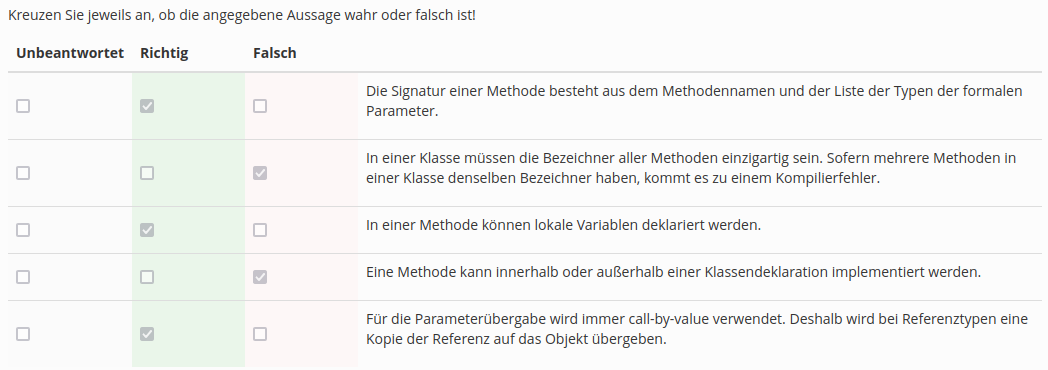 Kreuzen Sie jeweils an, ob die angegebene Aussage wahr oder falsch ist!
Unbeantwortet Richtig Falsch
Die Signatur einer Methode besteht aus dem Methodennamen und der Liste der Typen der formalen
Parameter.
In einer Klasse müssen die Bezeichner aller Methoden einzigartig sein. Sofern mehrere Methoden in
einer Klasse denselben Bezeichner haben, kommt es zu einem Kompilierfehler.
In einer Methode können lokale Variablen deklariert werden.
Eine Methode kann innerhalb oder außerhalb einer Klassendeklaration implementiert werden.
Für die Parameterübergabe wird immer call-by-value verwendet. Deshalb wird bei Referenztypen eine
Kopie der Referenz auf das Objekt übergeben.